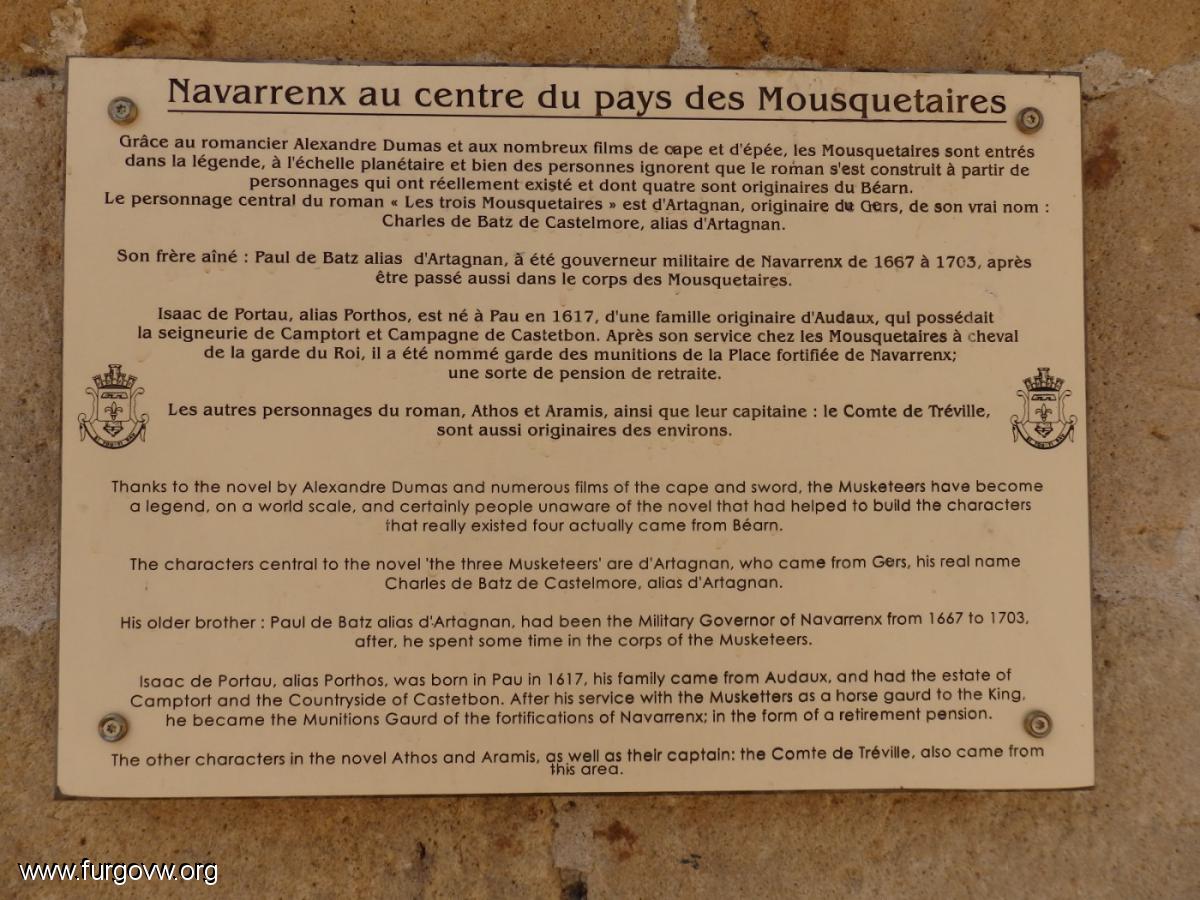 Navarrenx au centre du pays des Mousquetaires
Grâce au romancier Alexandre Dumas et aux nombreux films de cape et d'épée, les Mousquetaires sont entrés
dans la légende, à l'échelle planétaire et bien des personnes ignorent que le roman s'est construit à partir de
personnages qui ont réellement existé et dont quatre sont originaires du Béarn.
Le personnage central du roman « Les trois Mousquetaires » est d'Artagnan, originaire du Gers, de son vrai nom :
Charles de Batz de Castelmore, alias d'Artagnan.
Son frère aîné : Paul de Batz alias d'Artagnan, a été gouverneur militaire de Navarrenx de 1667 à 1703, après
être passé aussi dans le corps des Mousquetaires.
Isaac de Portau, alias Porthos, est né à Pau en 1617, d'une famille originaire d'Audaux, qui possédait
la seigneurie de Camptort et Campagne de Castetbon. Après son service chez les Mousquetaires à cheval
de la garde du Roi, il a été nommé garde des munitions de la Place fortifiée de Navarrenx;
une sorte de pension de retraite.
Les autres personnages du roman, Athos et Aramis, ainsi que leur capitaine : le Comte de Tréville,
sont aussi originaires des environs.
Thanks to the novel by Alexandre Dumas and numerous films of the cape and sword, the Musketeers have become
a legend, on a world scale, and certainly people unaware of the novel that had helped to build the characters
that really existed four actually came from Béarn.
The characters central to the novel 'the three Musketeers' are d'Artagnan, who came from Gers, his real name
Charles de Batz de Castelmore, alias d'Artagnan.
His older brother : Paul de Batz alias d'Artagnan, had been the Military Governor of Navarrenx from 1667 to 1703,
after, he spent some time in the corps of the Musketeers.
Isaac de Portau, alias Porthos, was born in Pau in 1617, his family came from Audaux, and had the estate of
Camptort and the Countryside of Castetbon. After his service with the Musketters as a horse gaurd to the King,
he became the Munitions Gaurd of the fortifications of Navarrenx; in the form of a retirement pension.
The other characters in the novel Athos and Aramis, as well as their captain: the Comte de Tréville, also came from
this area.
www.furgovw.org